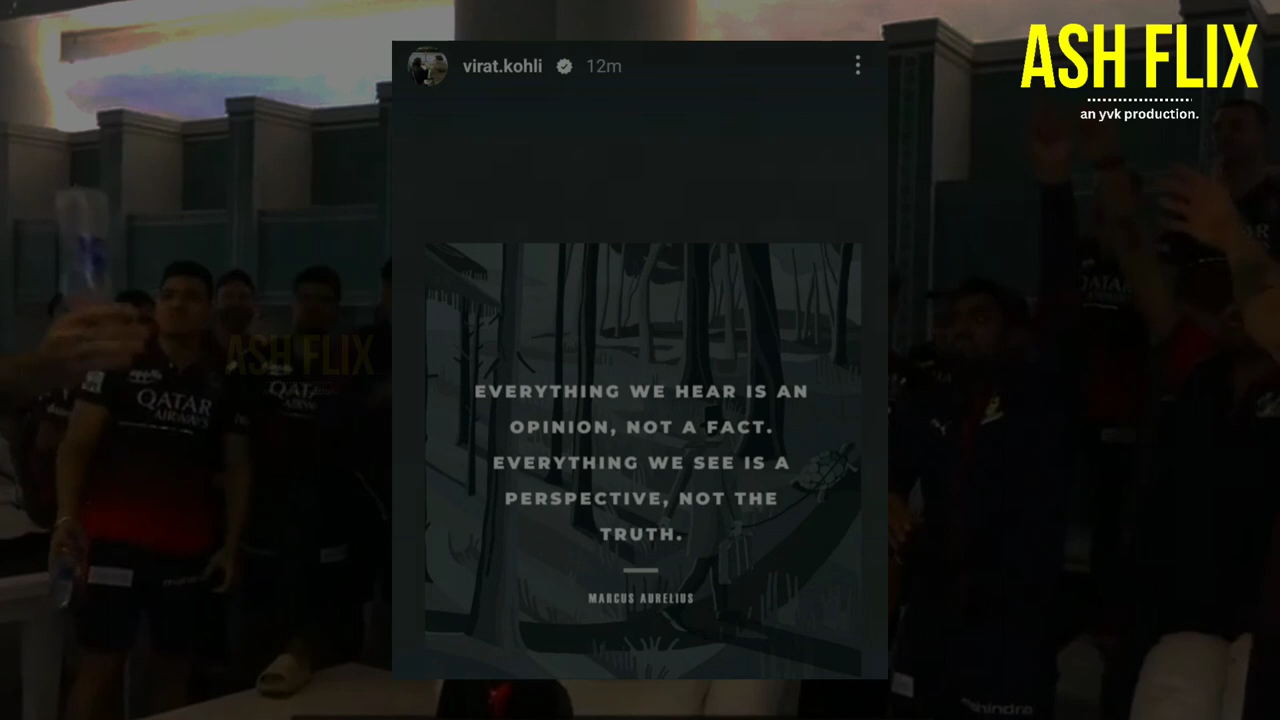 ASH FLIX
an yvk production.
virat.kohli 12m
ASH FLIX
QATAR
AIRWAYS
QATAR
EVERYTHING WE HEAR IS AN
OPINION, NOT A FACT.
EVERYTHING WE SEE IS A
PERSPECTIVE, NOT THE
TRUTH.
MARCUS AURELIUS